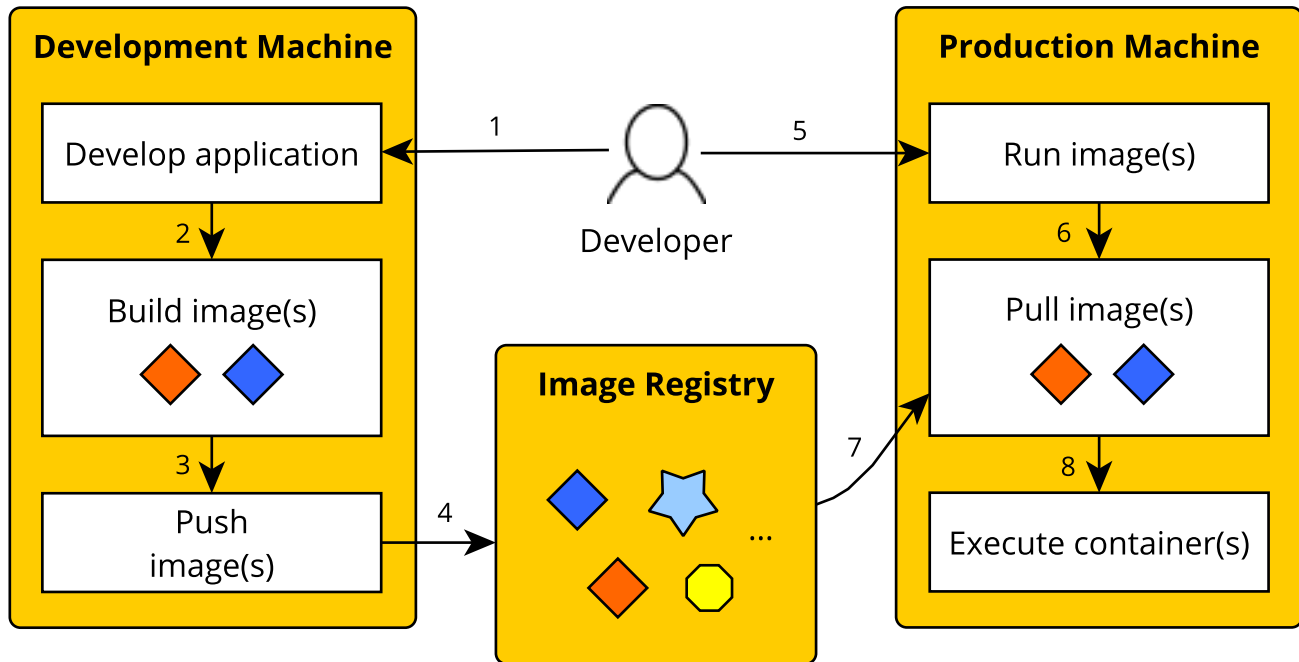 Development Machine
Develop application
2
Build image(s)
3
Push
image(s)
1
Developer
5
4
Image Registry
...
7
Production Machine
Run image(s)
6
Pull image(s)
8
Execute container(s)